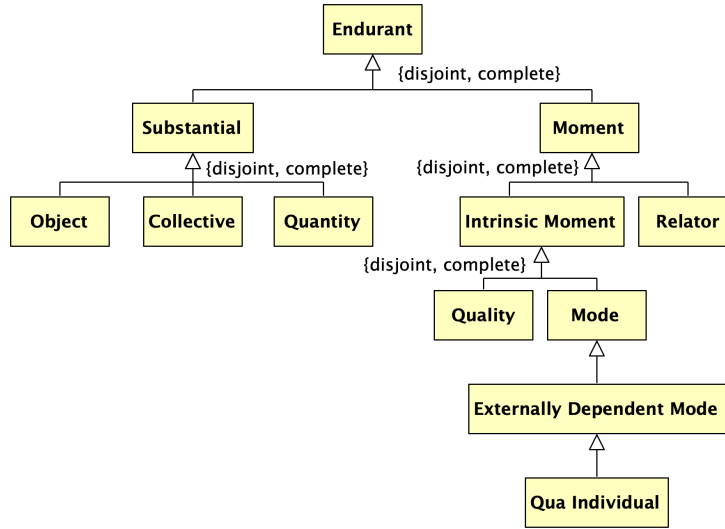 Endurant
{disjoint, complete}
Substantial
Moment
{disjoint, complete}
{disjoint, complete}
Object
Collective
Quantity
Intrinsic Moment
Relator
{disjoint, complete}
Quality
Mode
Externally Dependent Mode
Qua Individual